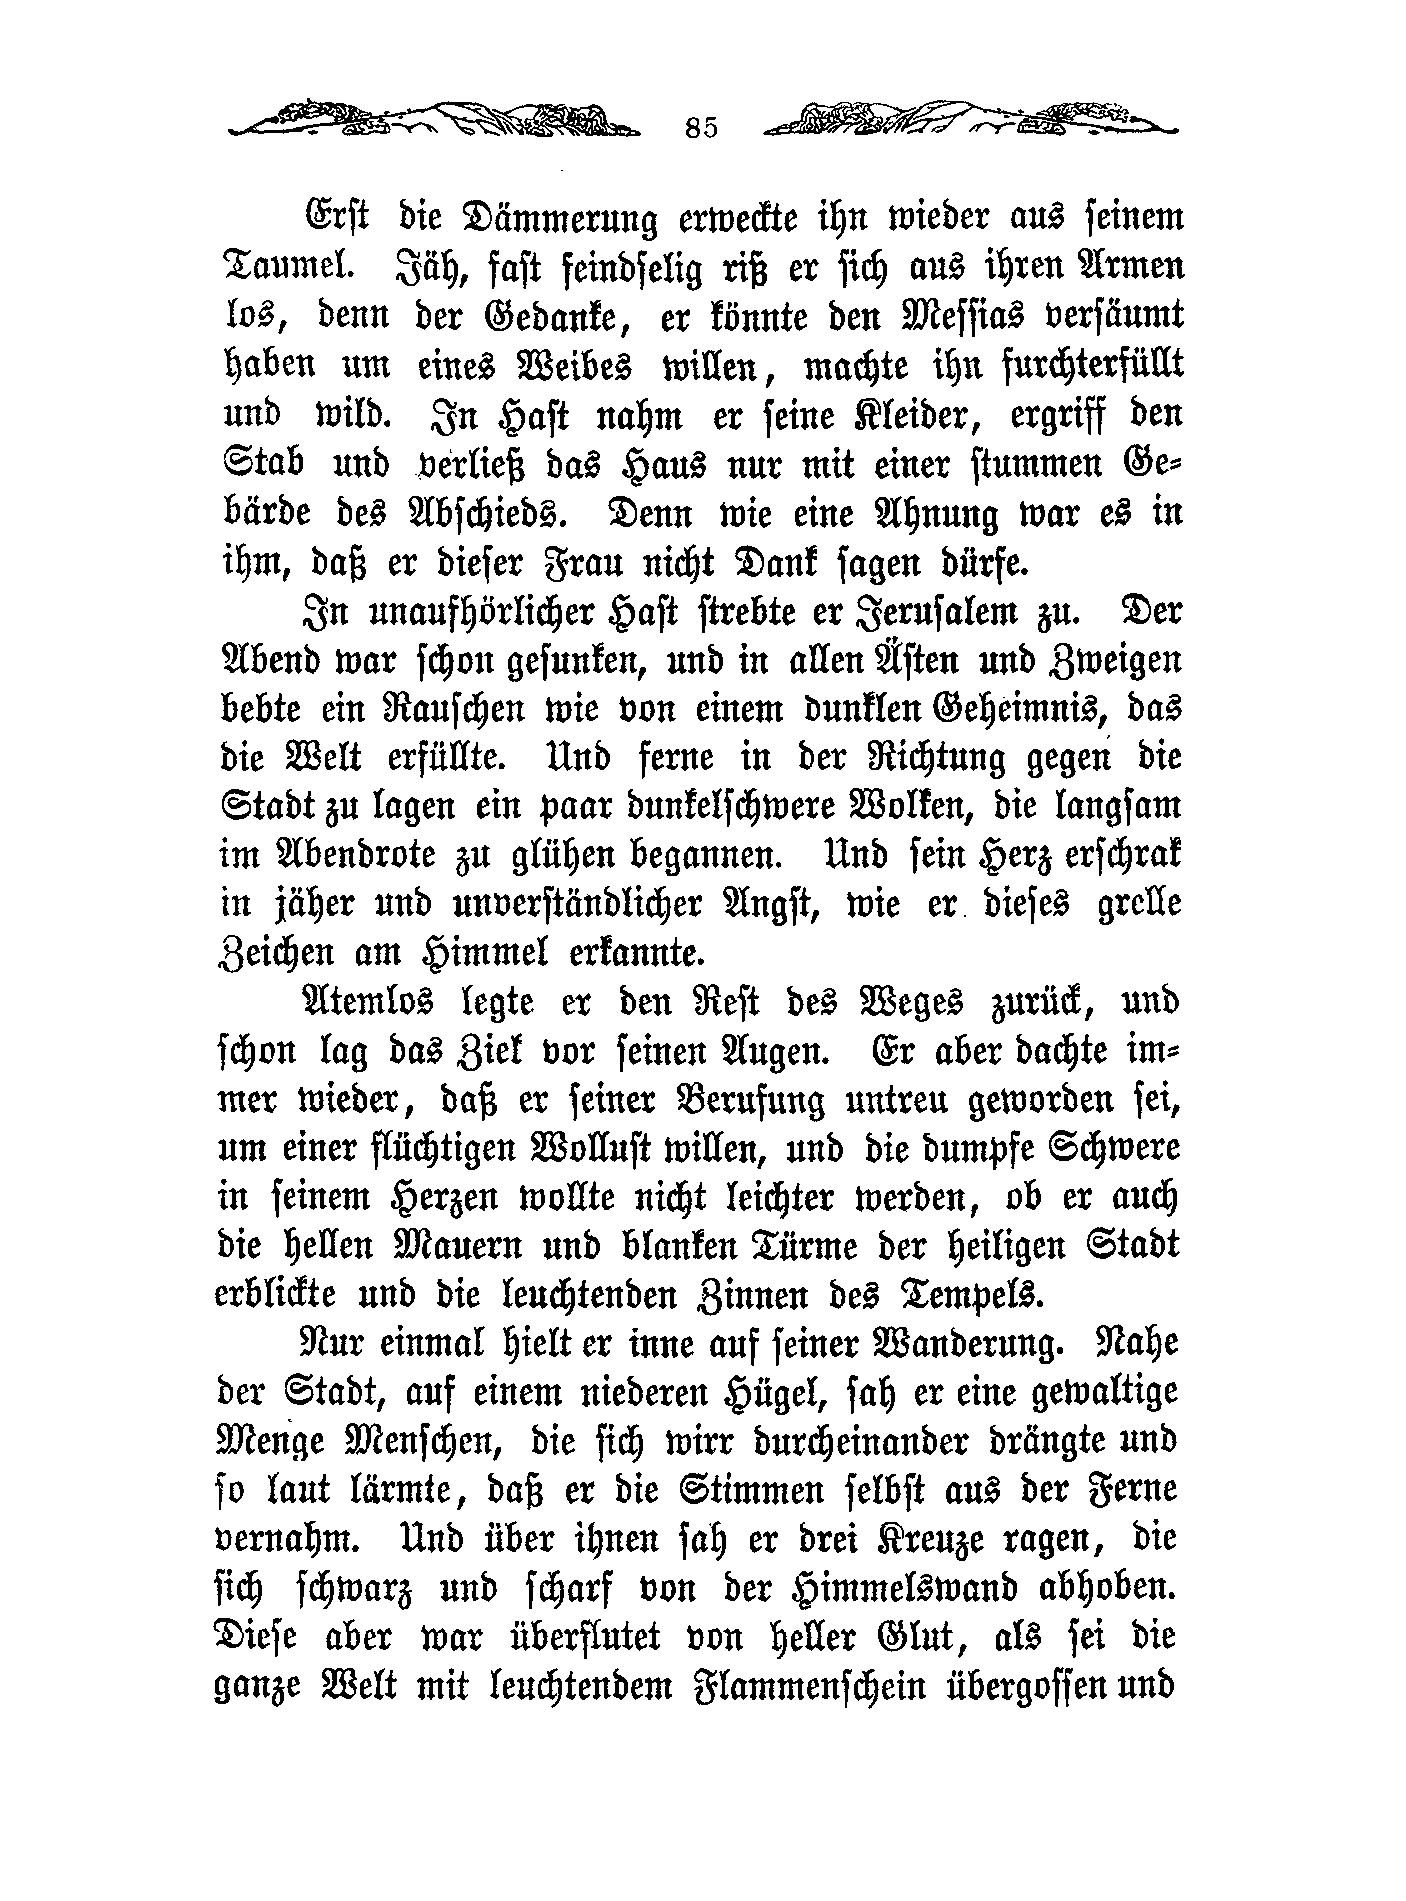 85
Erst die Dämmerung erweckte ihn wieder aus seinem
Taumel. Jäh, fast feindselig riß er sich aus ihren Armen
los, denn der Gedanke, er könnte den Messias versäumt
haben um eines Weibes willen, machte ihn furchterfüllt
und wild. In Hast nahm er seine Kleider, ergriff den
Stab und verließ das Haus nur mit einer stummen Ge-
bärde des Abschieds. Denn wie eine Ahnung war es in
ihm, daß er dieser Frau nicht Dank sagen dürfe.
In unaufhörlicher Hast strebte er Jerusalem zu. Der
Abend war schon gesunken, und in allen Ästen und Zweigen
bebte ein Rauschen wie von einem dunklen Geheimnis, das
die Welt erfüllte. Und ferne in der Richtung gegen die
Stadt zu lagen ein paar dunkelschwere Wolken, die langsam
im Abendrote zu glühen begannen. Und sein Herz erschrak
in jäher und unverständlicher Angst, wie er dieses grelle
Zeichen am Himmel erkannte.
Atemlos legte er den Rest des Weges zurück, und
schon lag das Ziel vor seinen Augen. Er aber dachte im-
mer wieder, daß er seiner Berufung untreu geworden sei,
um einer flüchtigen Wollust willen, und die dumpfe Schwere
in seinem Herzen wollte nicht leichter werden, ob er auch
die hellen Mauern und blanken Türme der heiligen Stadt
erblickte und die leuchtenden Zinnen des Tempels.
Nur einmal hielt er inne auf seiner Wanderung. Nahe
der Stadt, auf einem niederen Hügel, sah er eine gewaltige
Menge Menschen, die sich wirr durcheinander drängte und
so laut lärmte, daß er die Stimmen selbst aus der Ferne
vernahm. Und über ihnen sah er drei Kreuze ragen, die
sich schwarz und scharf von der Himmelswand abhoben.
Diese aber war überflutet von heller Glut, als sei die
ganze Welt mit leuchtendem Flammenschein übergossen und